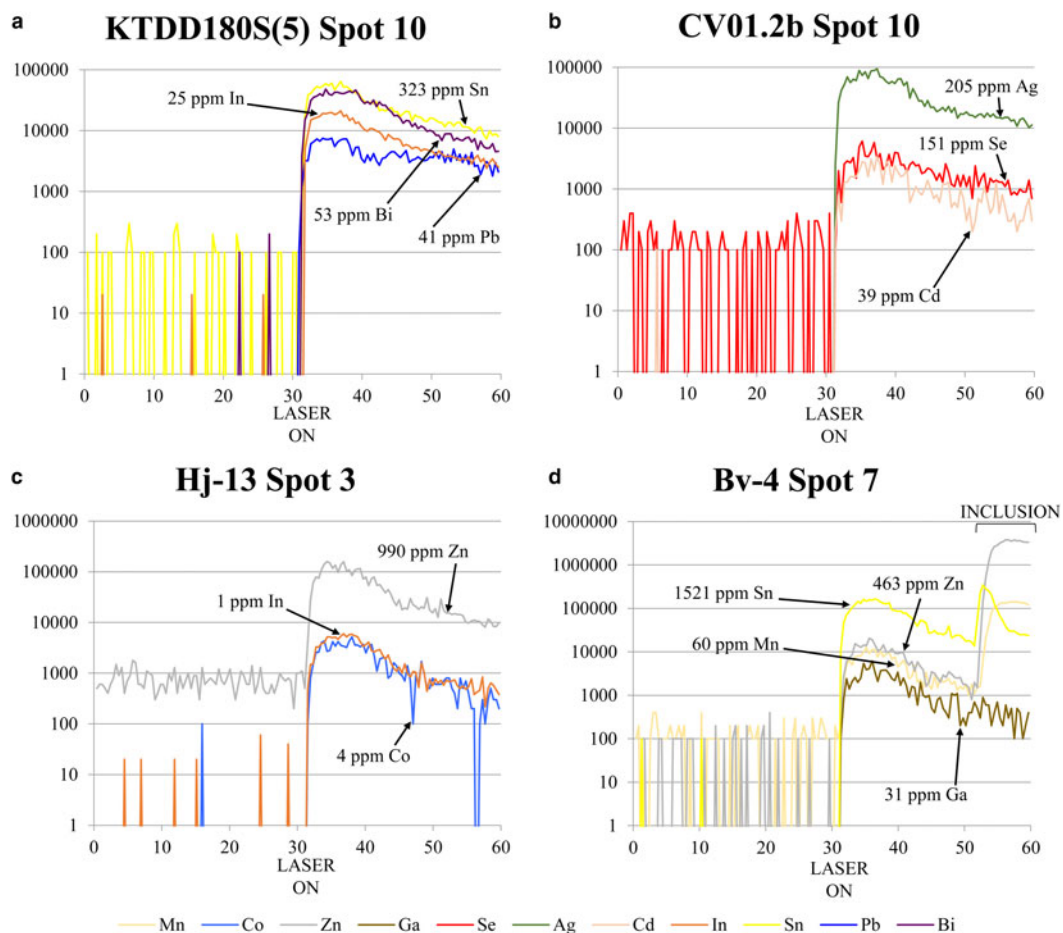 a
KTDD180S(5) Spot 10
100000
10000
1000
100
10
1
25 ppm In
323 ppm Sn
53 ppm Bi
41 ppm Pb
0 10 20 30 40 50 60
LASER
ON
b
CV01.2b Spot 10
100000
10000
1000
100
10
1
205 ppm Ag
151 ppm Se
39 ppm Cd
0 10 20 30 40 50 60
LASER
ON
c
Hj-13 Spot 3
1000000
100000
10000
1000
100
10
1
990 ppm Zn
1 ppm In
4 ppm Co
0 10 20 30 40 50 60
LASER
ON
d
Bv-4 Spot 7
INCLUSION
10000000
1000000
100000
10000
1000
100
10
1
1521 ppm Sn
463 ppm Zn
60 ppm Mn
31 ppm Ga
0 10 20 30 40 50 60
LASER
ON
Mn Co Zn Ga Se Ag Cd In Sn Pb Bi